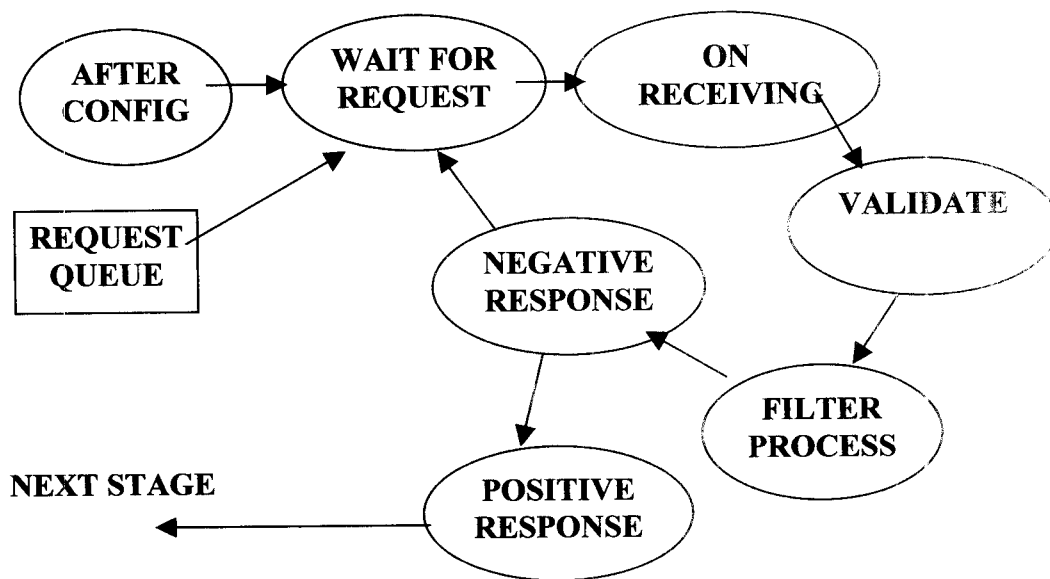 AFTER
CONFIG
WAIT FOR
REQUEST
ON
RECEIVING
VALIDATE
REQUEST
QUEUE
NEGATIVE
RESPONSE
FILTER
PROCESS
NEXT STAGE
POSITIVE
RESPONSE